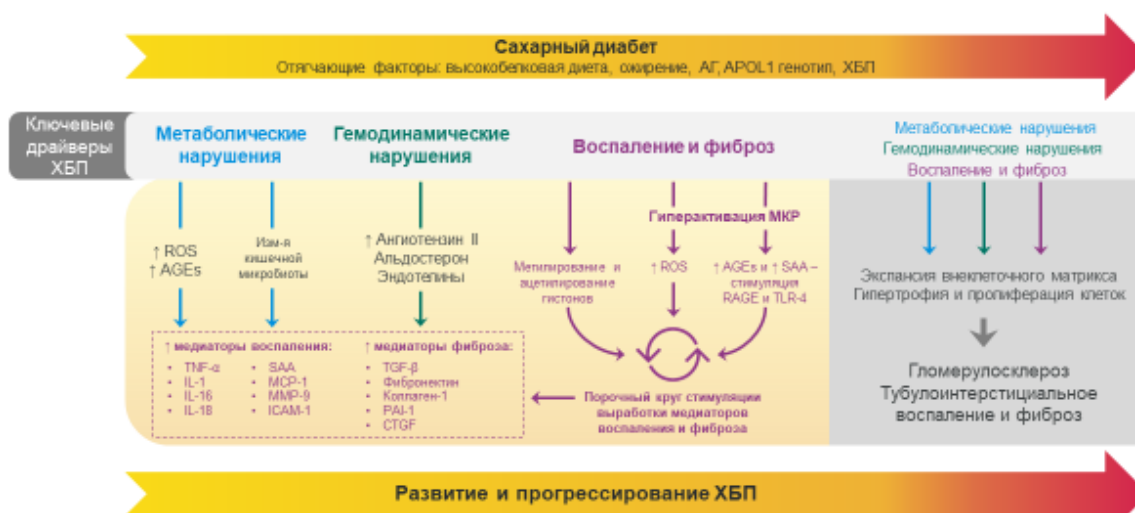 Сахарный диабет
Отягчающие факторы: высокобелковая диета, ожирение, АГ, APOL1 генотип, ХБП
Ключевые
драйверы
ХБП
Метаболические
нарушения
Гемодинамические
нарушения
Воспаление и фиброз
Метаболические нарушения
Гемодинамические нарушения
Воспаление и фиброз
↑ ROS
↑ AGEs
Изм-я
кишечной
микробиоты
↑ Ангиотензин II
Альдостерон
Эндотелины
Гиперактивация МКР
Метилирование и
ацетилирование
гистонов
↑ ROS
↑ AGEs и ↑ SAA –
стимуляция
RAGE и TLR-4
↑ медиаторы воспаления:
• TNF-α
• IL-1
• IL-16
• IL-18
• SAA
• MCP-1
• MMP-9
• ICAM-1
↑ медиаторы фиброза:
• TGF-β
• Фибронектин
• Коллаген-1
• PAI-1
• CTGF
Порочный круг стимуляции
выработки медиаторов
воспаления и фиброза
Экспансия внеклеточного матрикса
Гипертрофия и пролиферация клеток
Гломерулосклероз
Тубулоинтерстициальное
воспаление и фиброз
Развитие и прогрессирование ХБП